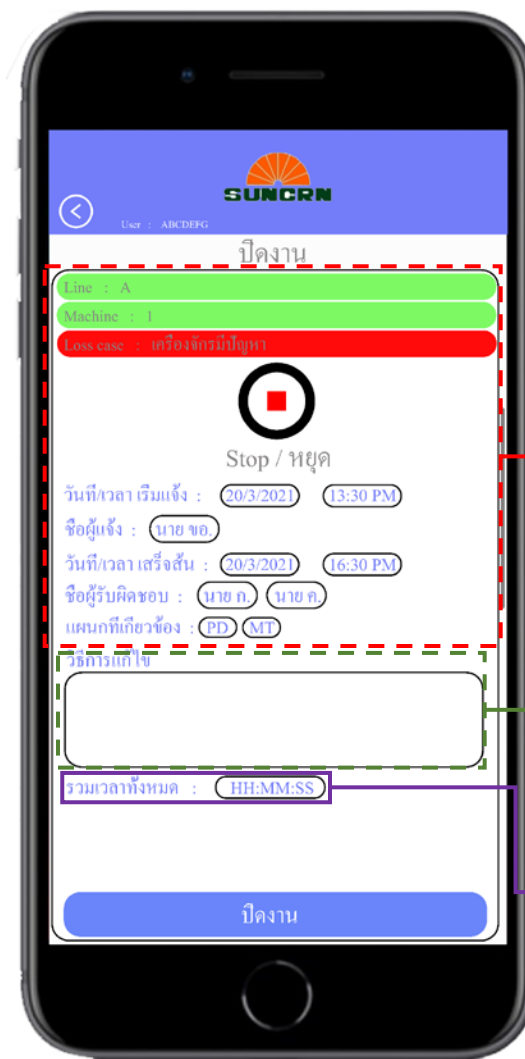 SUNCRN
User : ABCDEFG
ปิดงาน
Line : A
Machine : 1
Loss case : เครื่องจักรมีปัญหา
Stop / หยุด
วันที่/เวลา เริ่มแจ้ง : 20/3/2021 13:30 PM
ชื่อผู้แจ้ง : นาย ขอ.
วันที่/เวลา เสร็จสิ้น : 20/3/2021 16:30 PM
ชื่อผู้รับผิดชอบ : นาย ก. นาย ค.
แผนกที่เกี่ยวข้อง : PD MT
วิธีการแก้ไข
รวมเวลาทั้งหมด : HH:MM:SS
ปิดงาน